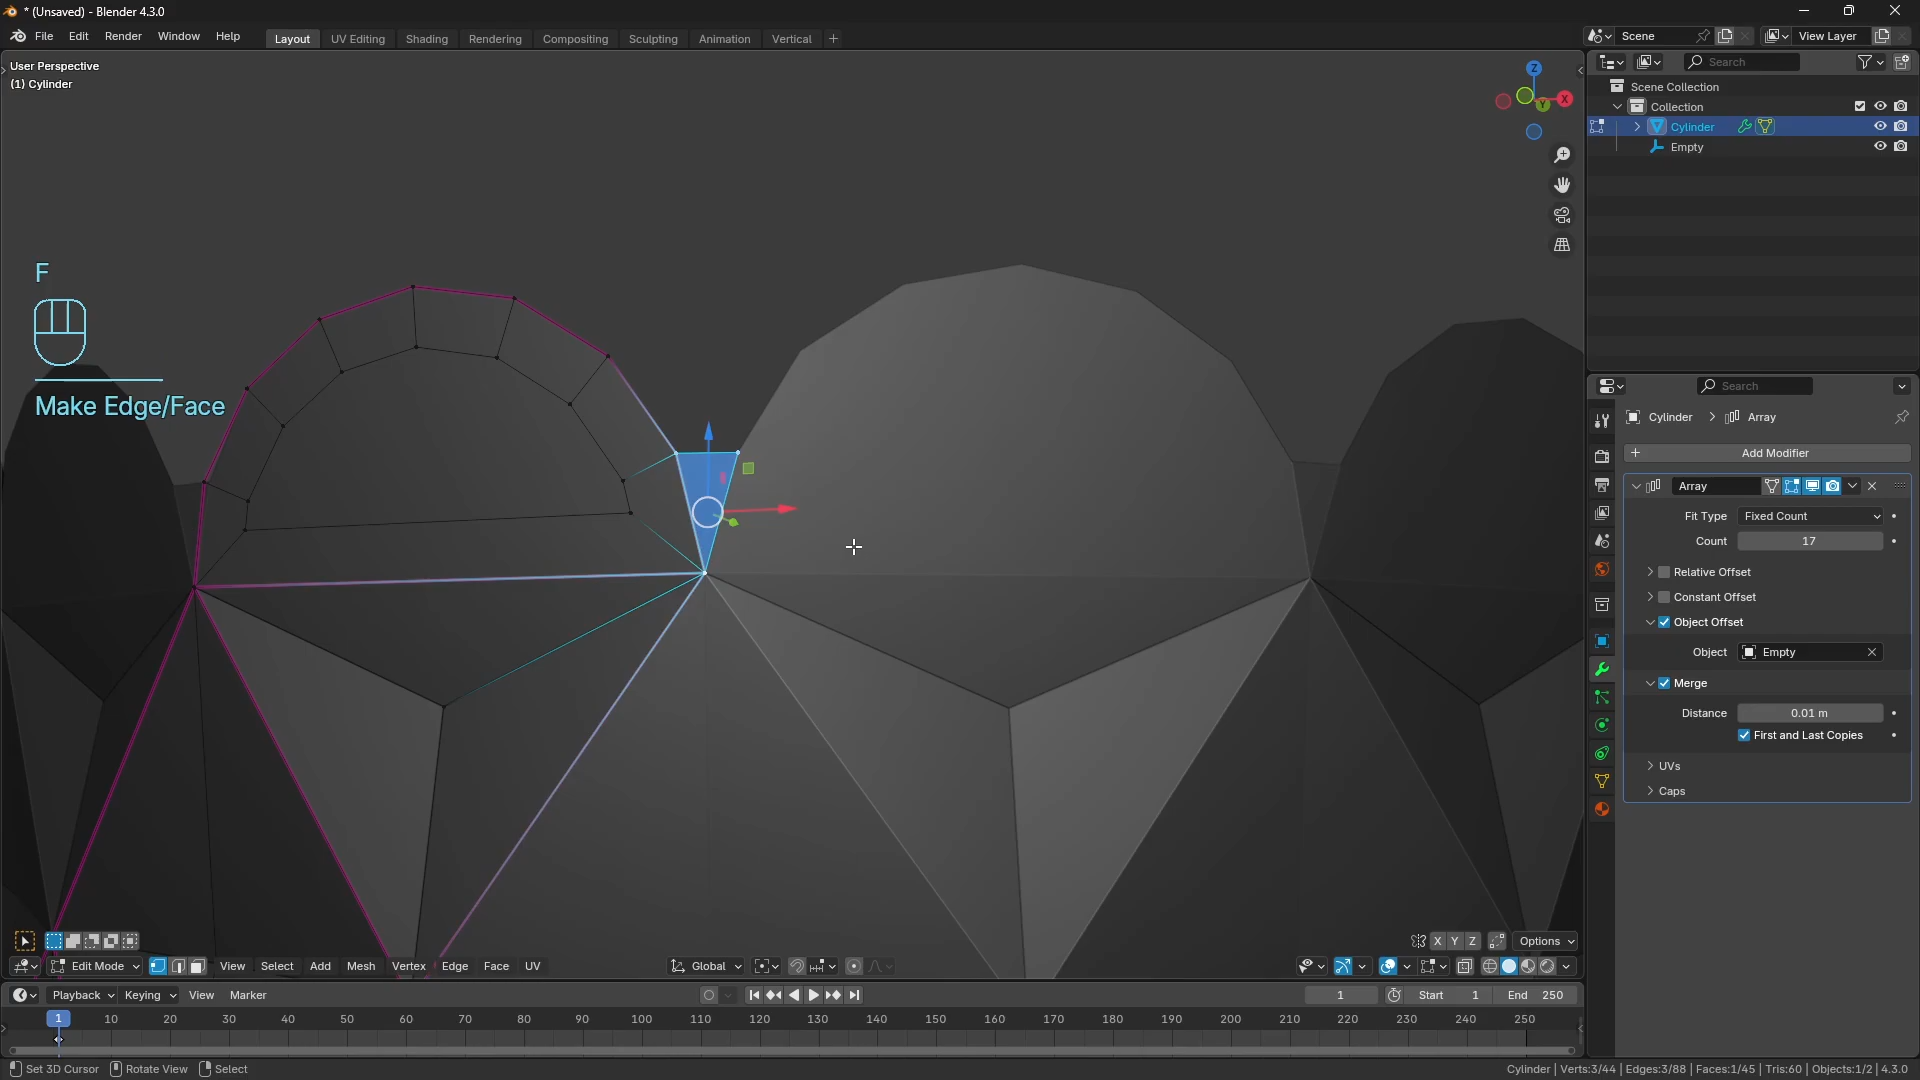 * (Unsaved) - Blender 4.3.0
File Edit Render Window Help Layout UV Editing Shading Rendering Compositing Sculpting Animation Vertical + Scene View Layer
User Perspective
(1) Cylinder
Z
X
Y
F
Make Edge/Face
Search
Scene Collection
Collection
Cylinder
Empty
Search
Cylinder > Array
+ Add Modifier
Array
Fit Type Fixed Count
Count 17
Relative Offset
Constant Offset
Object Offset
Object Empty
Merge
Distance 0.01 m
First and Last Copies
UVs
Caps
X Y Z Options
Edit Mode View Select Add Mesh Vertex Edge Face UV Global
Playback Keying View Marker 1 Start 1 End 250
1 10 20 30 40 50 60 70 80 90 100 110 120 130 140 150 160 170 180 190 200 210 220 230 240 250
Set 3D Cursor Rotate View Select Cylinder | Verts:3/44 | Edges:3/88 | Faces:1/45 | Tris:60 | Objects:1/2 | 4.3.0